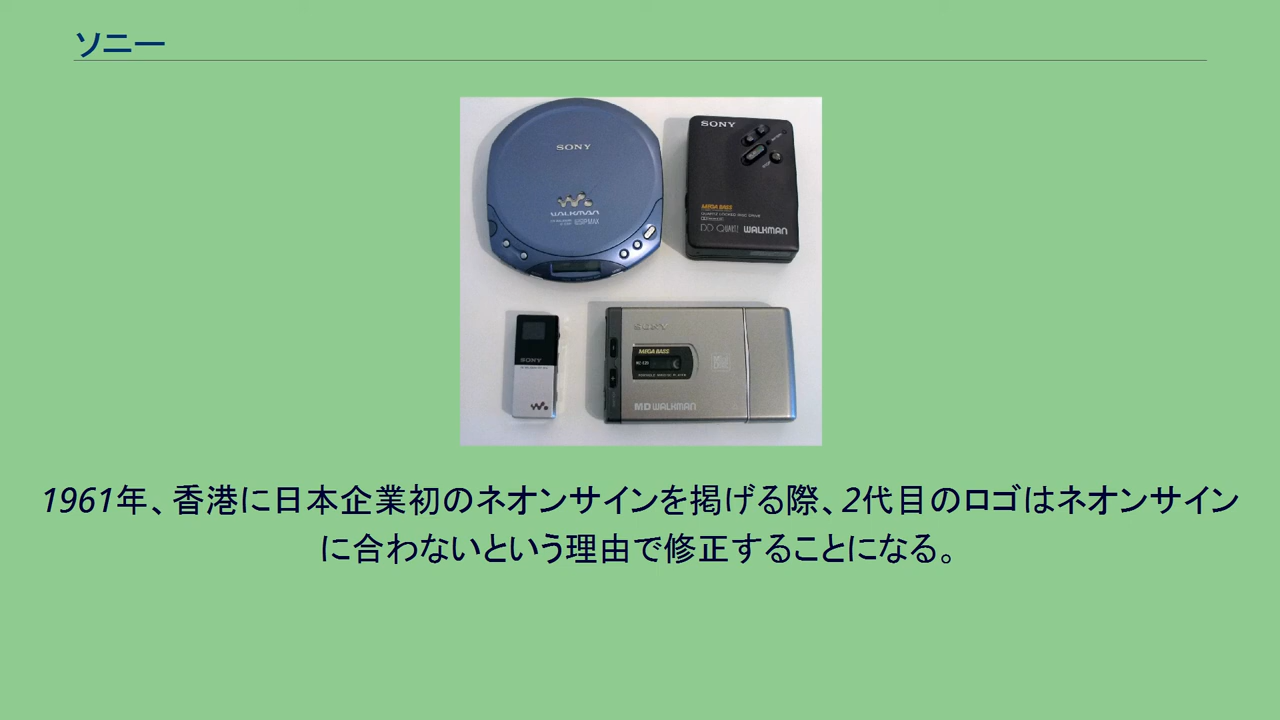 ソニー
SONY
WALKMAN
ESP MAX
SONY
MEGA BASS
WALKMAN
SONY
SONY
MEGA BASS
MD WALKMAN
1961年、香港に日本企業初のネオンサインを掲げる際、2代目のロゴはネオンサイン
に合わないという理由で修正することになる。